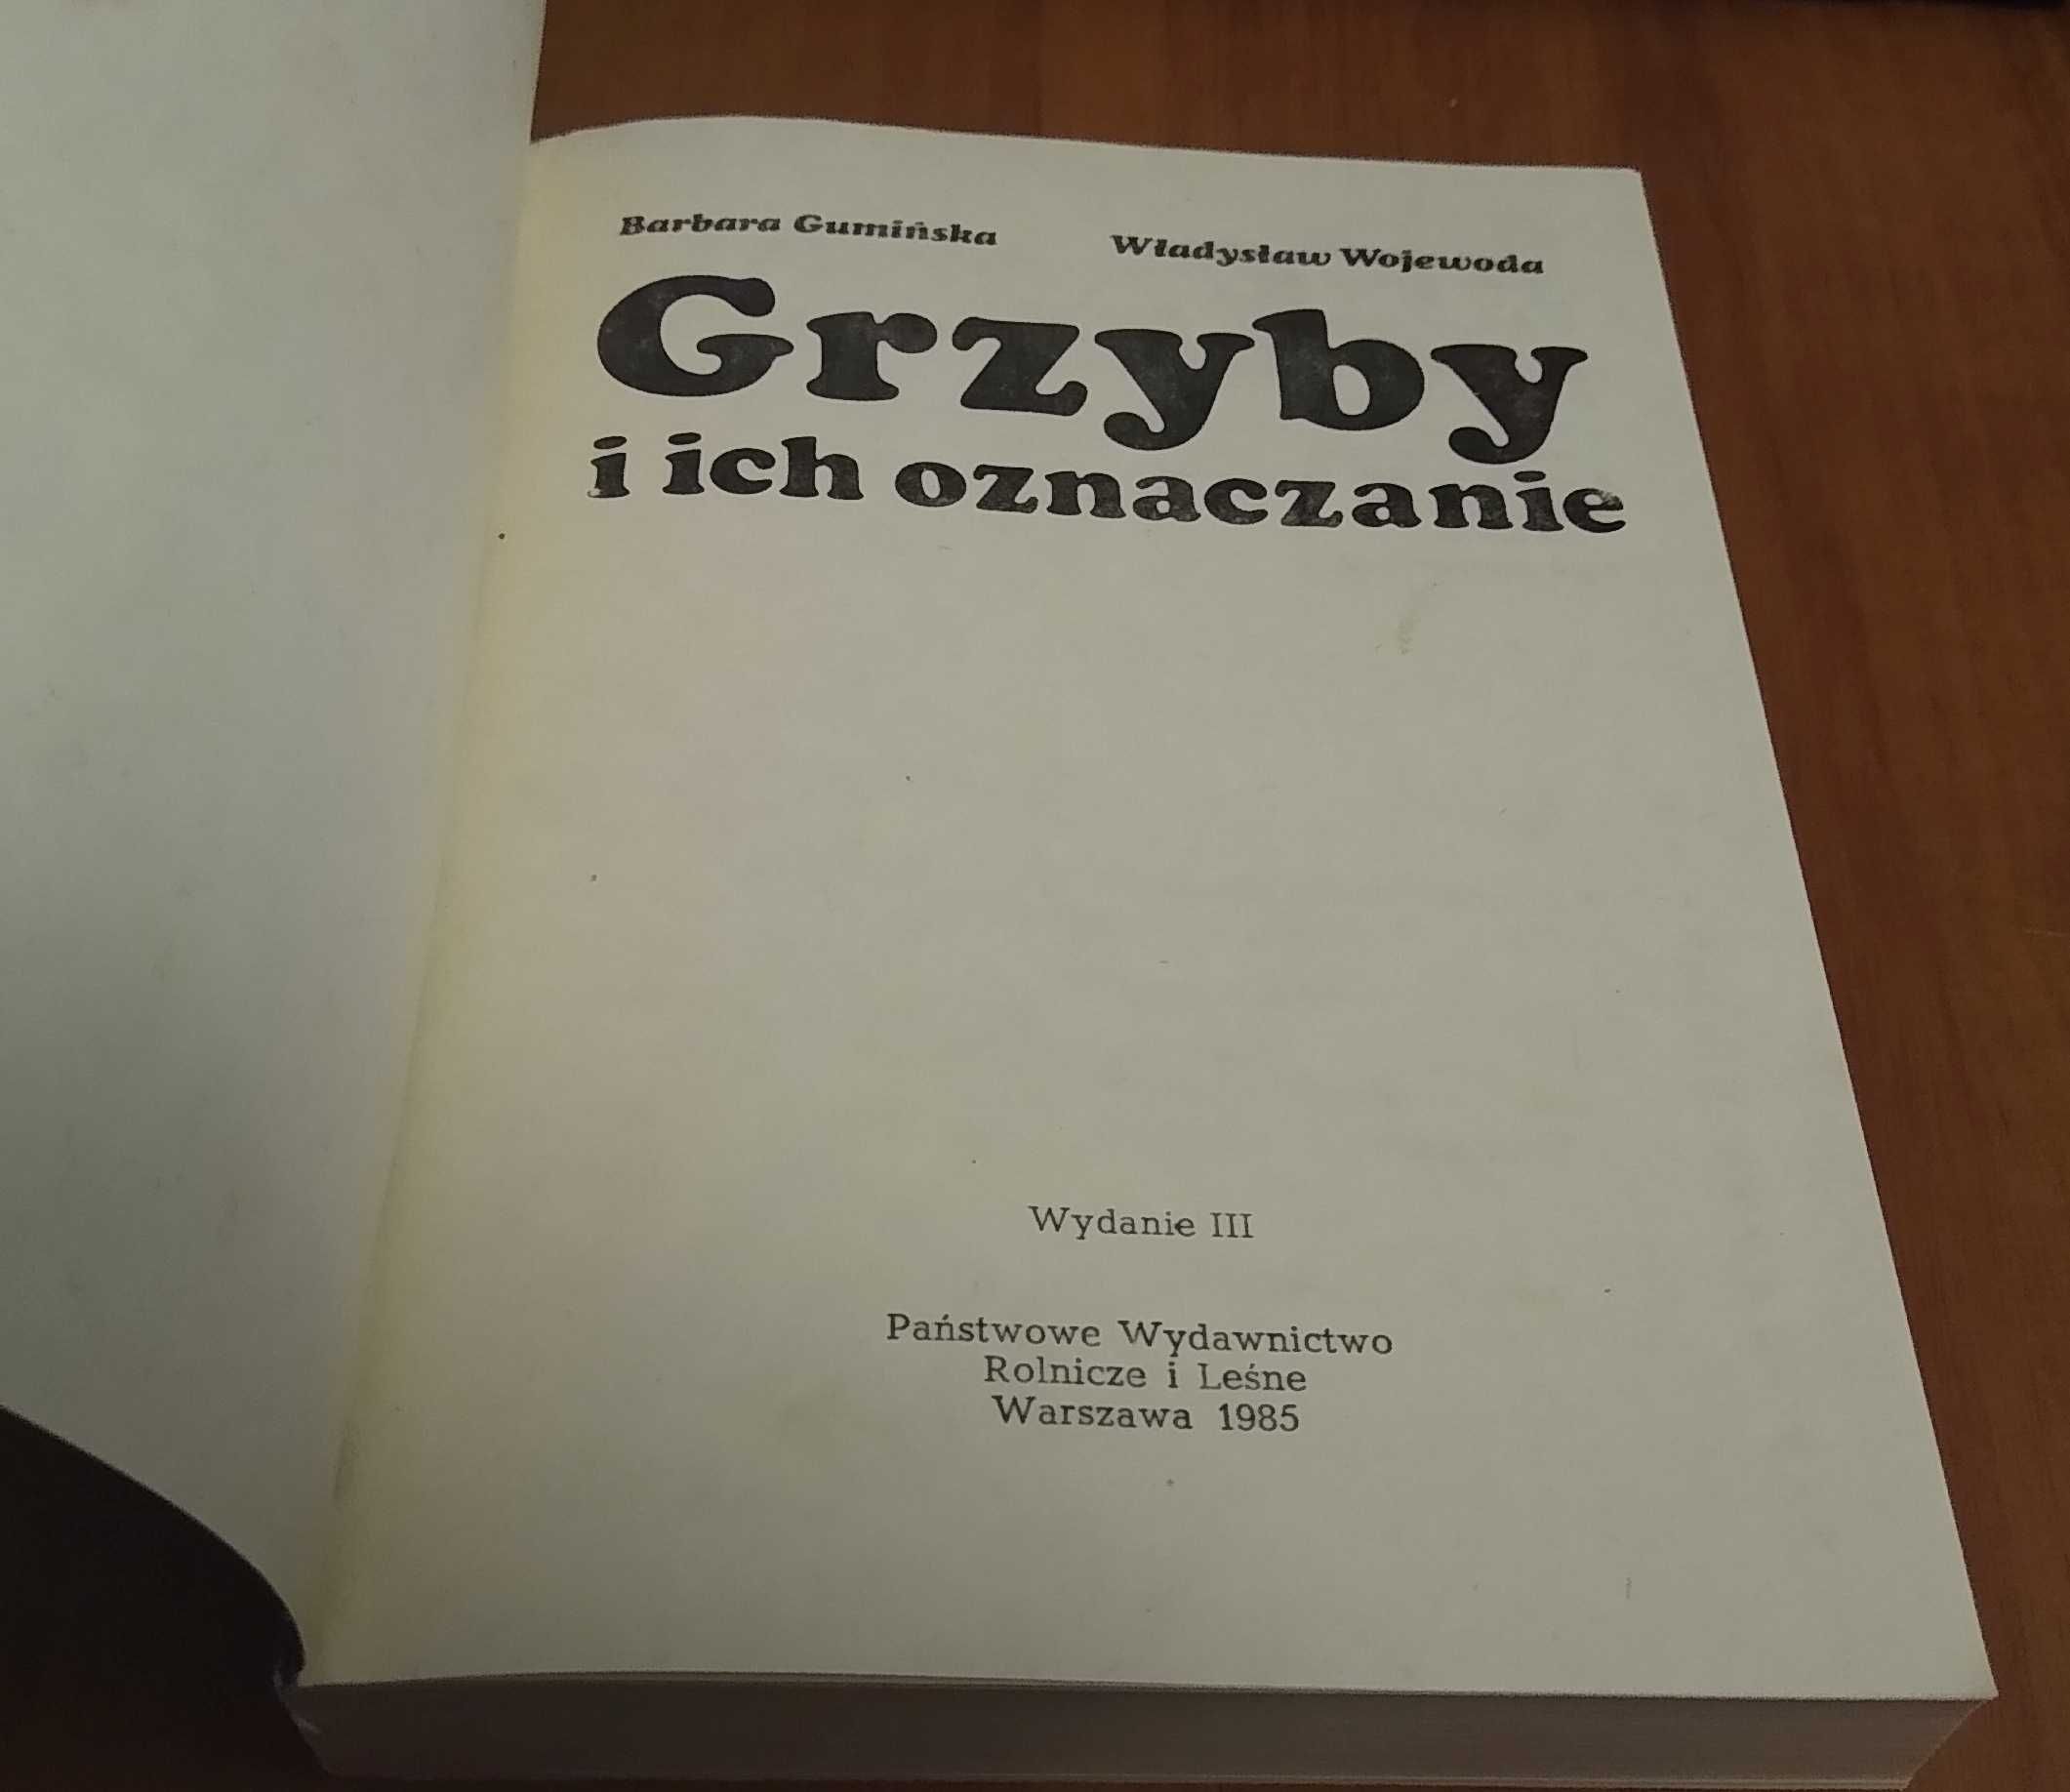 Barbara Gumińska Władysław Wojewoda
Grzyby
i ich oznaczanie
Wydanie III
Państwowe Wydawnictwo
Rolnicze i Leśne
Warszawa 1985